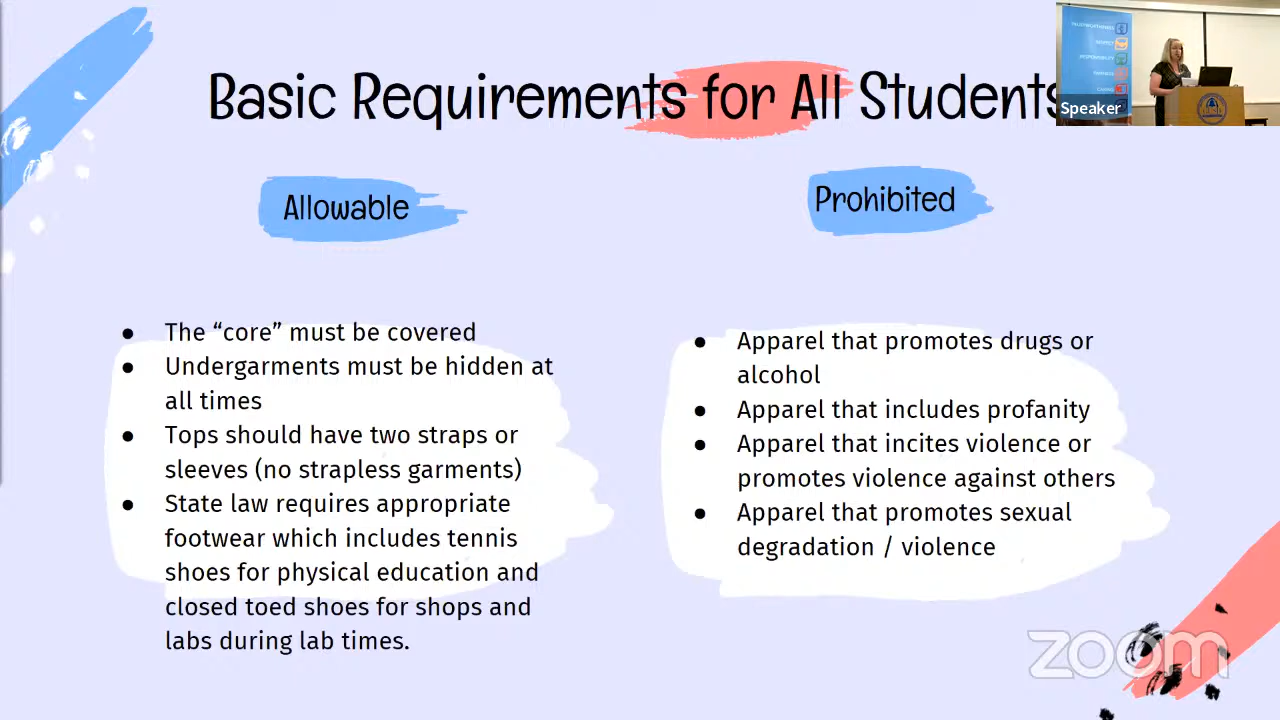 Basic Requirements for All Students
Speaker
Allowable
Prohibited
● The “core” must be covered
● Undergarments must be hidden at
all times
● Tops should have two straps or
sleeves (no strapless garments)
● State law requires appropriate
footwear which includes tennis
shoes for physical education and
closed toed shoes for shops and
labs during lab times.
● Apparel that promotes drugs or
alcohol
● Apparel that includes profanity
● Apparel that incites violence or
promotes violence against others
● Apparel that promotes sexual
degradation / violence
zoom